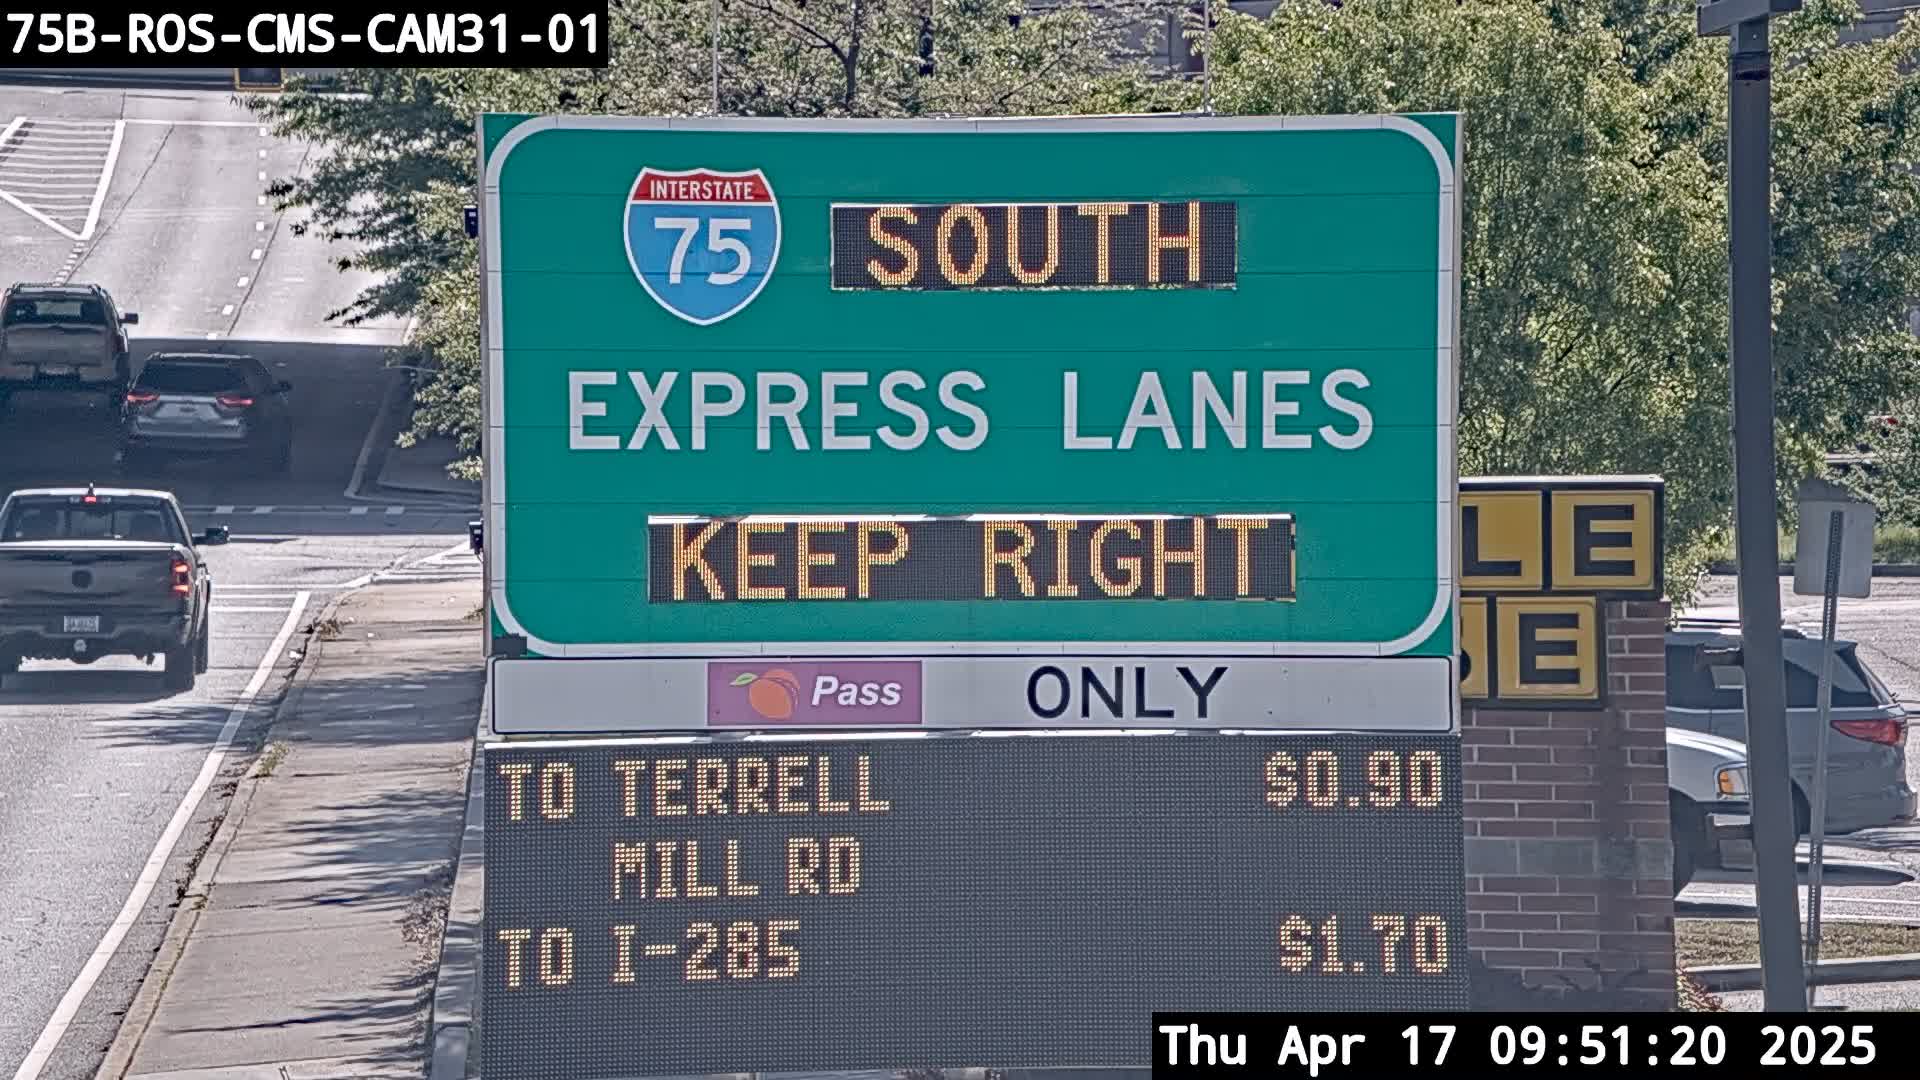 75B-ROS-CMS-CAM31-01
INTERSTATE
75
SOUTH
EXPRESS LANES
KEEP RIGHT
Pass
ONLY
TO TERRELL $0.90
MILL RD
TO I-285 $1.70
LE
E
Thu Apr 17 09:51:20 2025